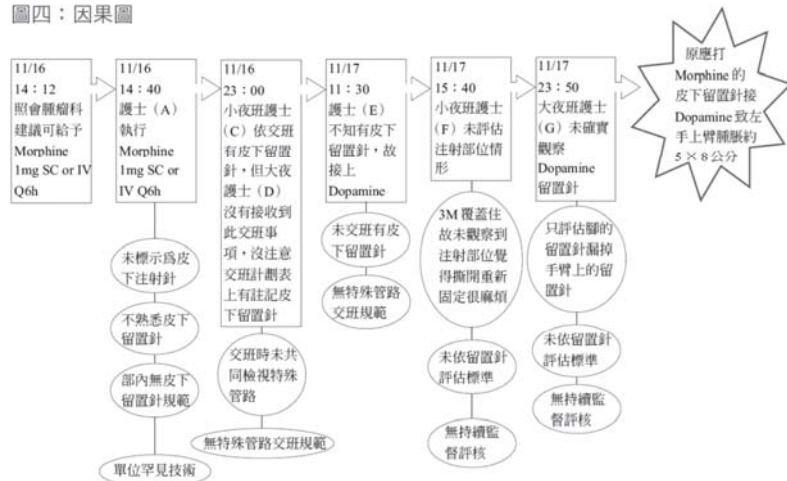 圖四：因果圖
11/16
14：12
照會腫瘤科
建議可給予
Morphine
1mg SC or IV
Q6h
11/16
14：40
護士（A）
執行
Morphine
1mg SC or
IV Q6h
未標示為皮
下注射針
不熟悉皮下
留置針
部內無皮下
留置針規範
單位罕見技術
11/16
23：00
小夜班護士
（C）依交班
有皮下留置
針，但大夜
護士（D）
沒有接收到
此交班事
項，沒注意
交班計劃表
上有註記皮
下留置針
交班時未共
同檢視特殊
管路
無特殊管路交班規範
11/17
11：30
護士（E）
不知有皮下
留置針，故
接上
Dopamine
未交班有皮
下留置針
無特殊管路
交班規範
11/17
15：40
小夜班護士
（F）未評估
注射部位情
形
3M 覆蓋住
故未觀察到
注射部位覺
得撕開重新
固定很麻煩
未依留置針
評估標準
無持續監
督評核
11/17
23：50
大夜班護士
（G）未確實
觀察
Dopamine
留置針
只評估腳的
留置針漏掉
手臂上的留
置針
未依留置針
評估標準
無持續監
督評核
原應打
Morphine 的
皮下留置針接
Dopamine 致左
手上臂腫脹約
5 × 8 公分